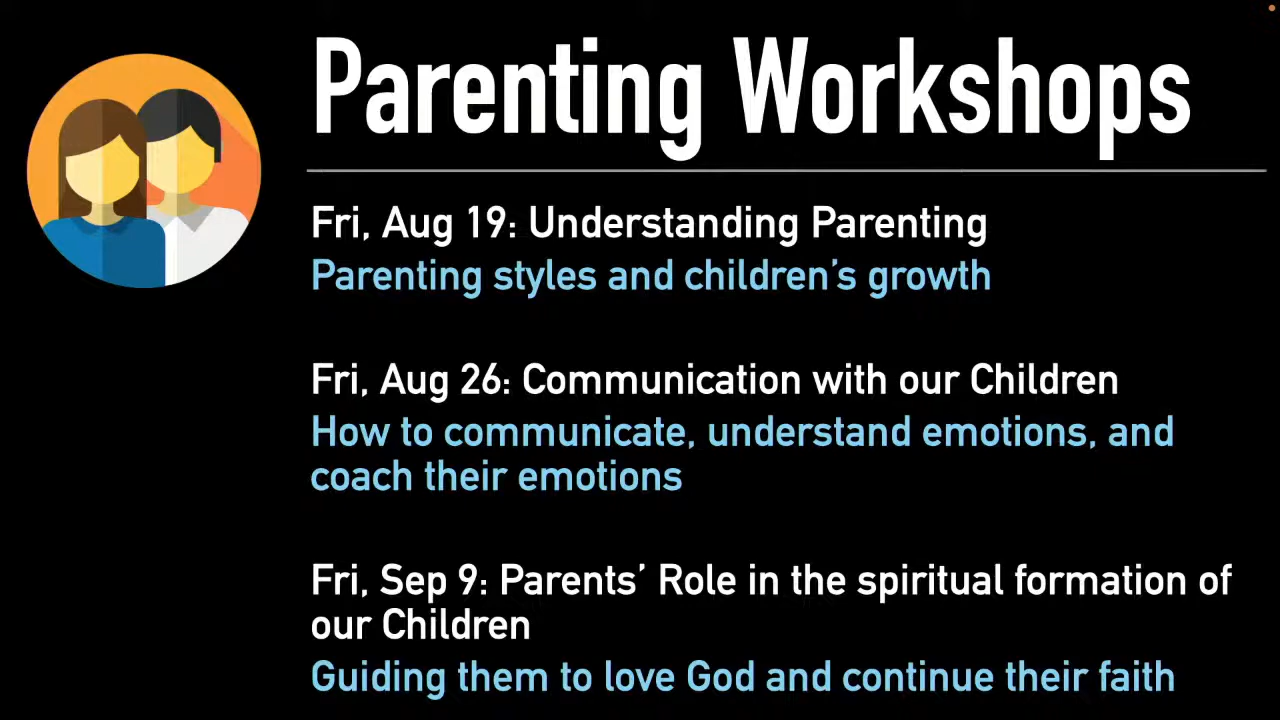 Parenting Workshops
Fri, Aug 19: Understanding Parenting
Parenting styles and children’s growth
Fri, Aug 26: Communication with our Children
How to communicate, understand emotions, and
coach their emotions
Fri, Sep 9: Parents’ Role in the spiritual formation of
our Children
Guiding them to love God and continue their faith